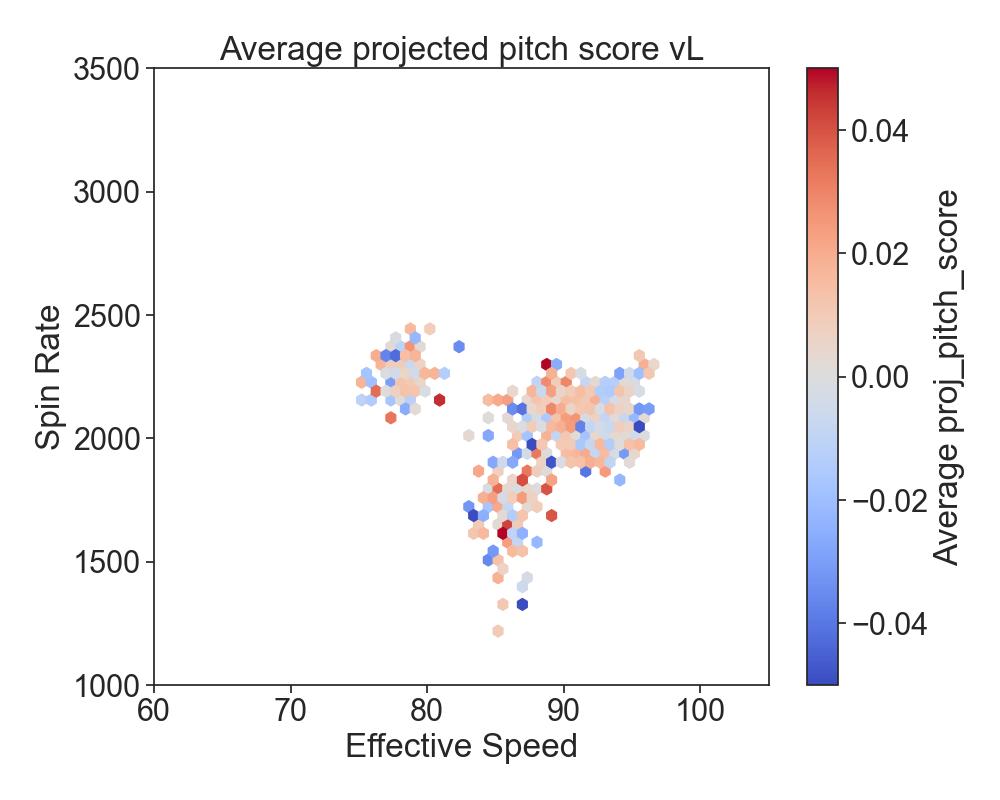 Average projected pitch score vL
3500
3000
2500
2000
1500
1000
Spin Rate
60 70 80 90 100
Effective Speed
0.04
0.02
0.00
−0.02
−0.04
Average proj_pitch_score